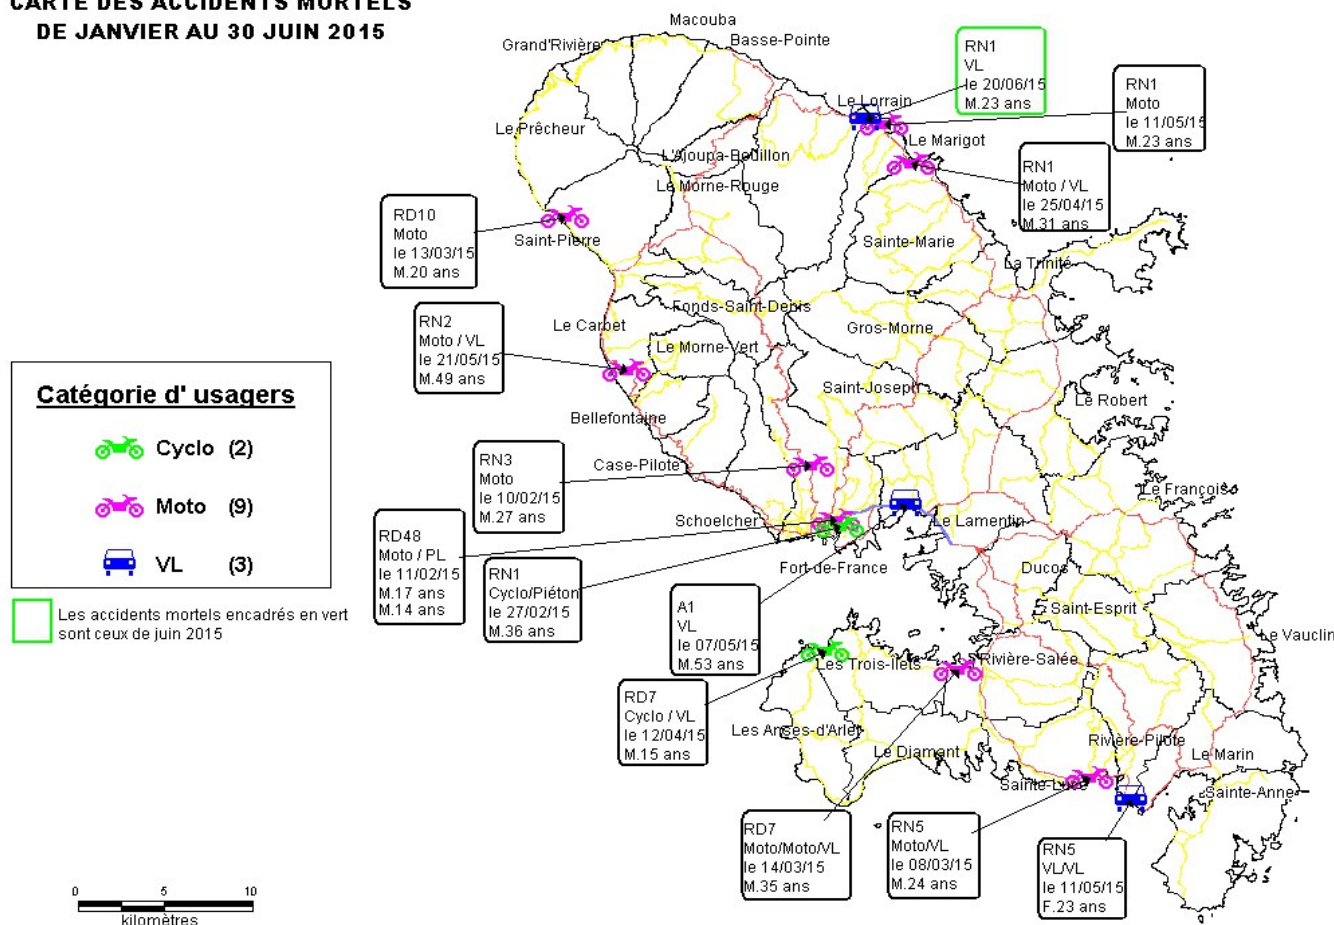 CARTE DES ACCIDENTS MORTELS
DE JANVIER AU 30 JUIN 2015
Macouba
Grand'Rivière
Basse-Pointe
RN1
VL
le 20/06/15
M.23 ans
RN1
Moto
le 11/05/15
M.23 ans
Le Lorrain
Le Prêcheur
Le Marigot
L'Ajoupa-Bouillon
Le Morne-Rouge
RN1
Moto / VL
le 25/04/15
M.31 ans
RD10
Moto
le 13/03/15
M.20 ans
Saint-Pierre
Sainte-Marie
La Trinité
Fonds-Saint-Denis
RN2
Moto / VL
le 21/05/15
M.49 ans
Le Carbet
Gros-Morne
Le Morne-Vert
Saint-Joseph
Le Robert
Bellefontaine
Catégorie d' usagers
Cyclo (2)
Moto (9)
VL (3)
Les accidents mortels encadrés en vert
sont ceux de juin 2015
Case-Pilote
RN3
Moto
le 10/02/15
M.27 ans
Le François
Schoelcher
Le Lamentin
RD48
Moto / PL
le 11/02/15
M.17 ans
M.14 ans
RN1
Cyclo/Piéton
le 27/02/15
M.36 ans
Fort-de-France
Ducos
A1
VL
le 07/05/15
M.53 ans
Saint-Esprit
Le Vauclin
Les Trois-Ilets
Rivière-Salée
RD7
Cyclo / VL
le 12/04/15
M.15 ans
Les Anses-d'Arlet
Le Diamant
Rivière-Pilote
Le Marin
Sainte-Luce
Sainte-Anne
RD7
Moto/Moto/VL
le 14/03/15
M.35 ans
RN5
Moto/VL
le 08/03/15
M.24 ans
RN5
VL/VL
le 11/05/15
F.23 ans
0 5 10
kilomètres